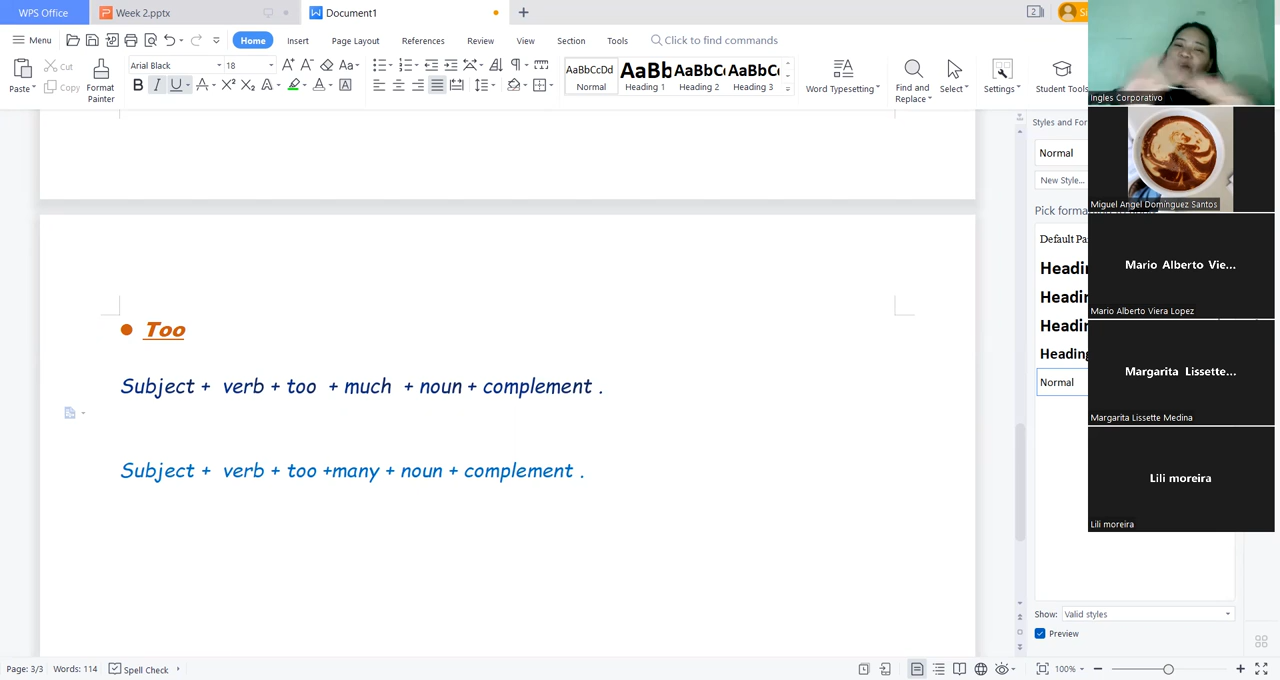 WPS Office
Week 2.pptx
Document1
2
Menu
Home
Insert
Page Layout
References
Review
View
Section
Tools
Click to find commands
Paste
Cut
Copy
Format Painter
Arial Black
18
AaBbCcDd
Normal
AaBb
Heading 1
AaBbC
Heading 2
AaBbC
Heading 3
Word Typesetting
Find and Replace
Select
Settings
Student Tools
Ingles Corporativo
Styles and For
Normal
New Style...
Pick forma
Default Pa
Headi
Headi
Headi
Heading
Normal
Miguel Angel Domínguez Santos
Mario Alberto Vie...
Mario Alberto Viera Lopez
Margarita Lissette...
Margarita Lissette Medina
Lili moreira
Lili moreira
Too
Subject + verb + too + much + noun + complement .
Subject + verb + too +many + noun + complement .
Show: Valid styles
Preview
Page: 3/3
Words: 114
Spell Check
100%